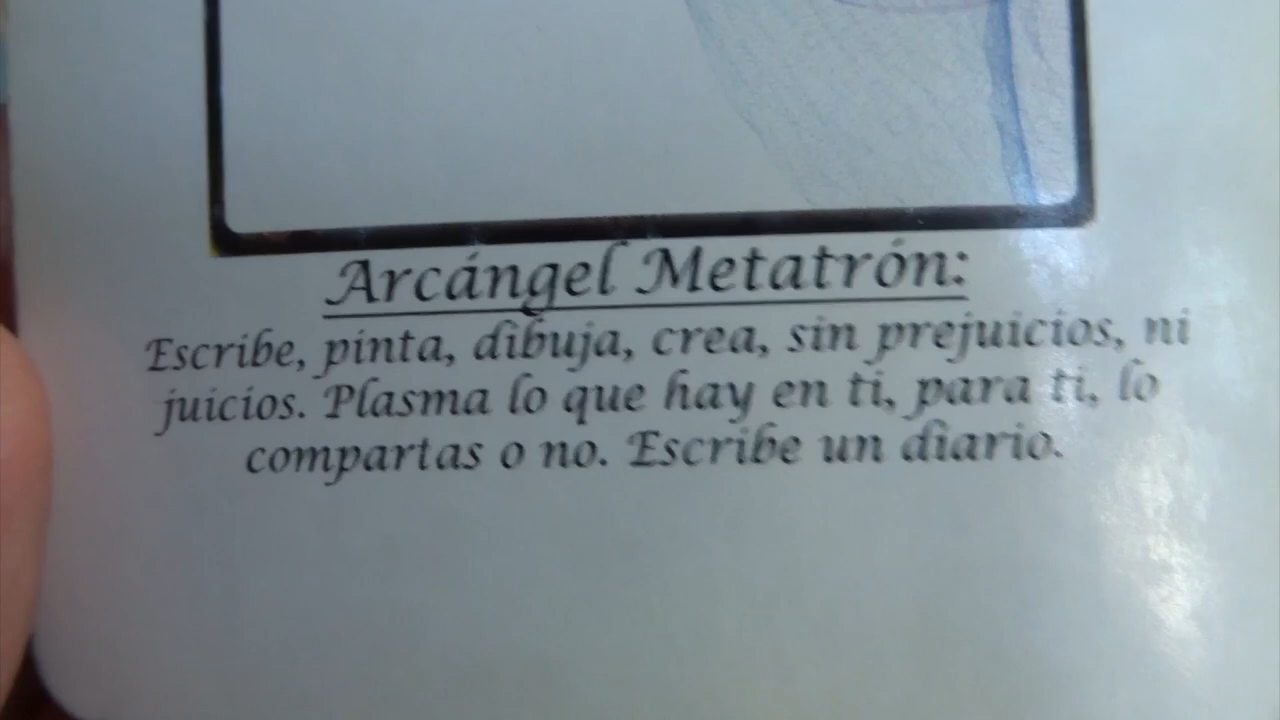 Arcángel Metatrón:
Escribe, pinta, dibuja, crea, sin prejuicios, ni
juicios. Plasma lo que hay en ti, para ti, lo
compartas o no. Escribe un diario.